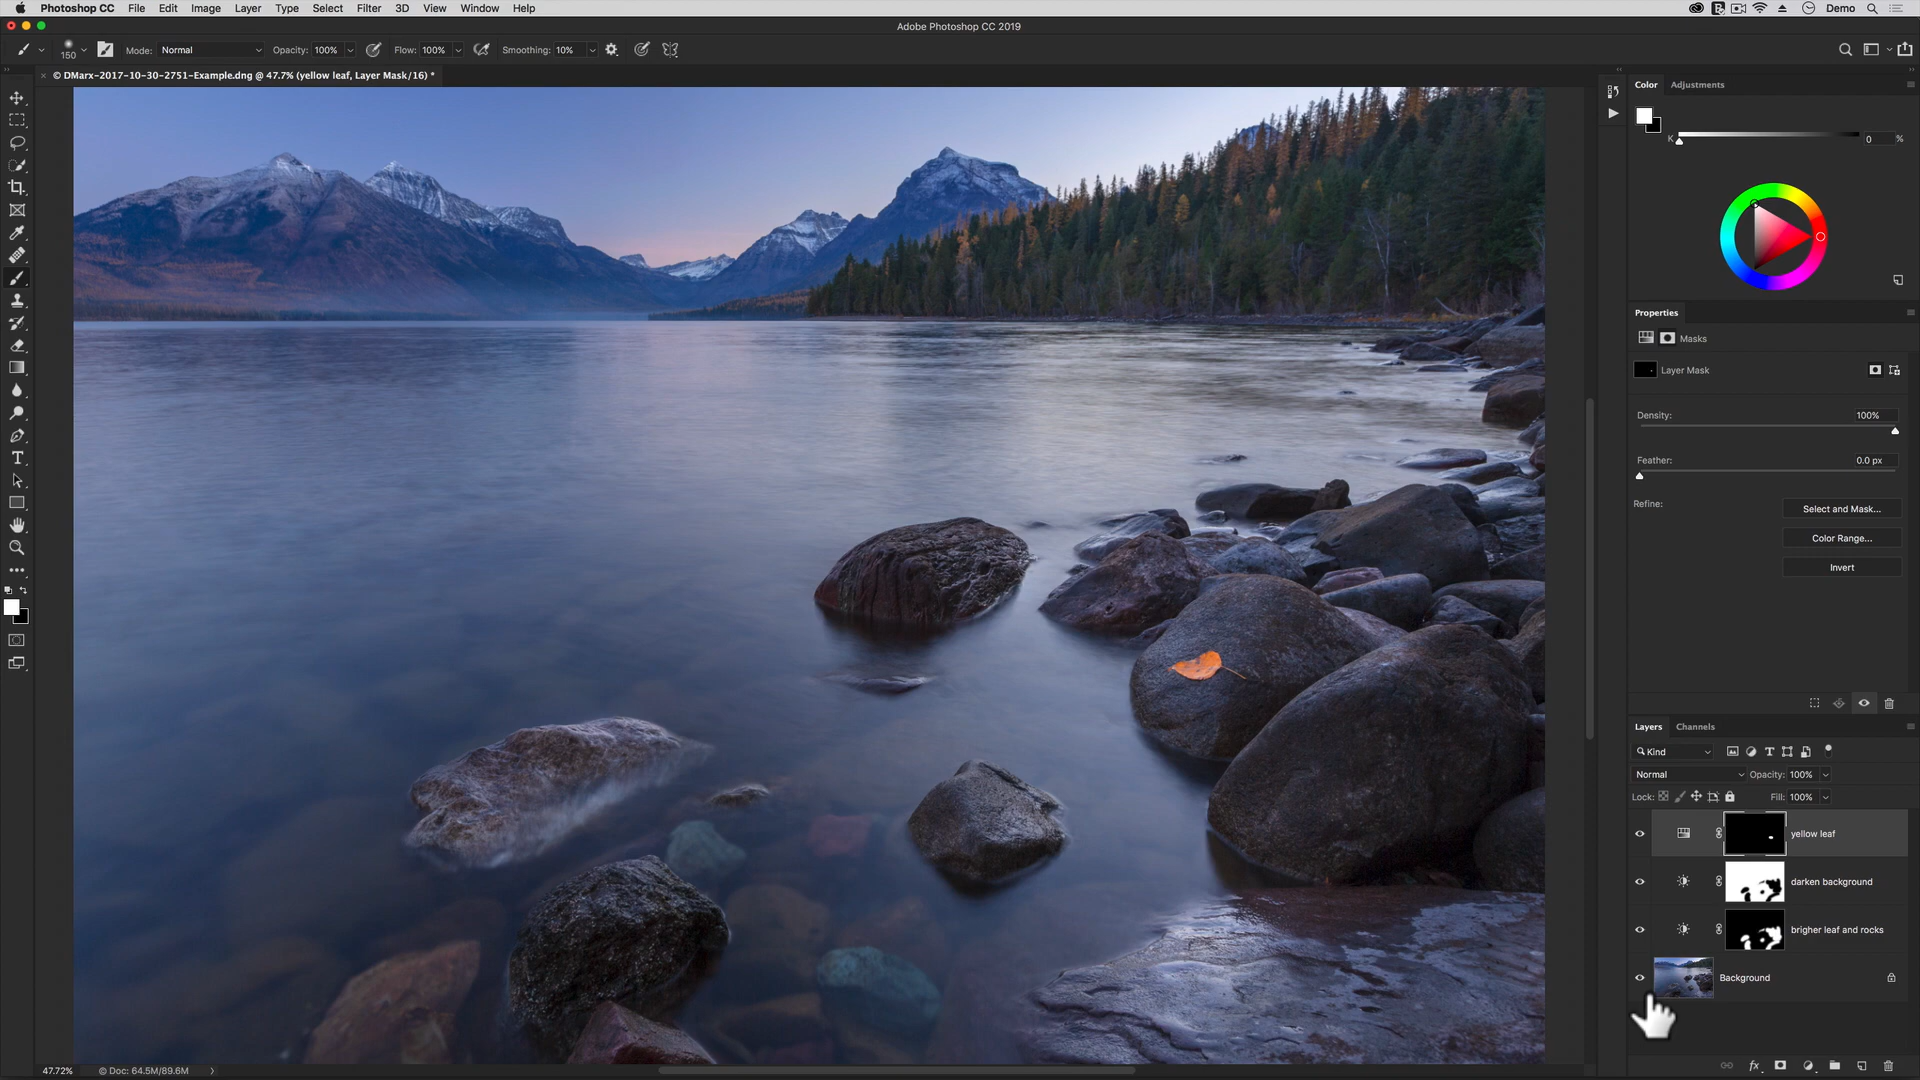 Photoshop CC File Edit Image Layer Type Select Filter 3D View Window Help Demo
Adobe Photoshop CC 2019
150 Mode: Normal Opacity: 100% Flow: 100% Smoothing: 10%
× © DMarx-2017-10-30-2751-Example.dng @ 47.7% (yellow leaf, Layer Mask/16) *
Color Adjustments
K 0 %
Properties
Masks
Layer Mask
Density: 100%
Feather: 0.0 px
Refine: Select and Mask...
Color Range...
Invert
Layers Channels
Kind
Normal Opacity: 100%
Lock: Fill: 100%
yellow leaf
darken background
brigher leaf and rocks
Background
47.72% © Doc: 64.5M/89.6M
fx